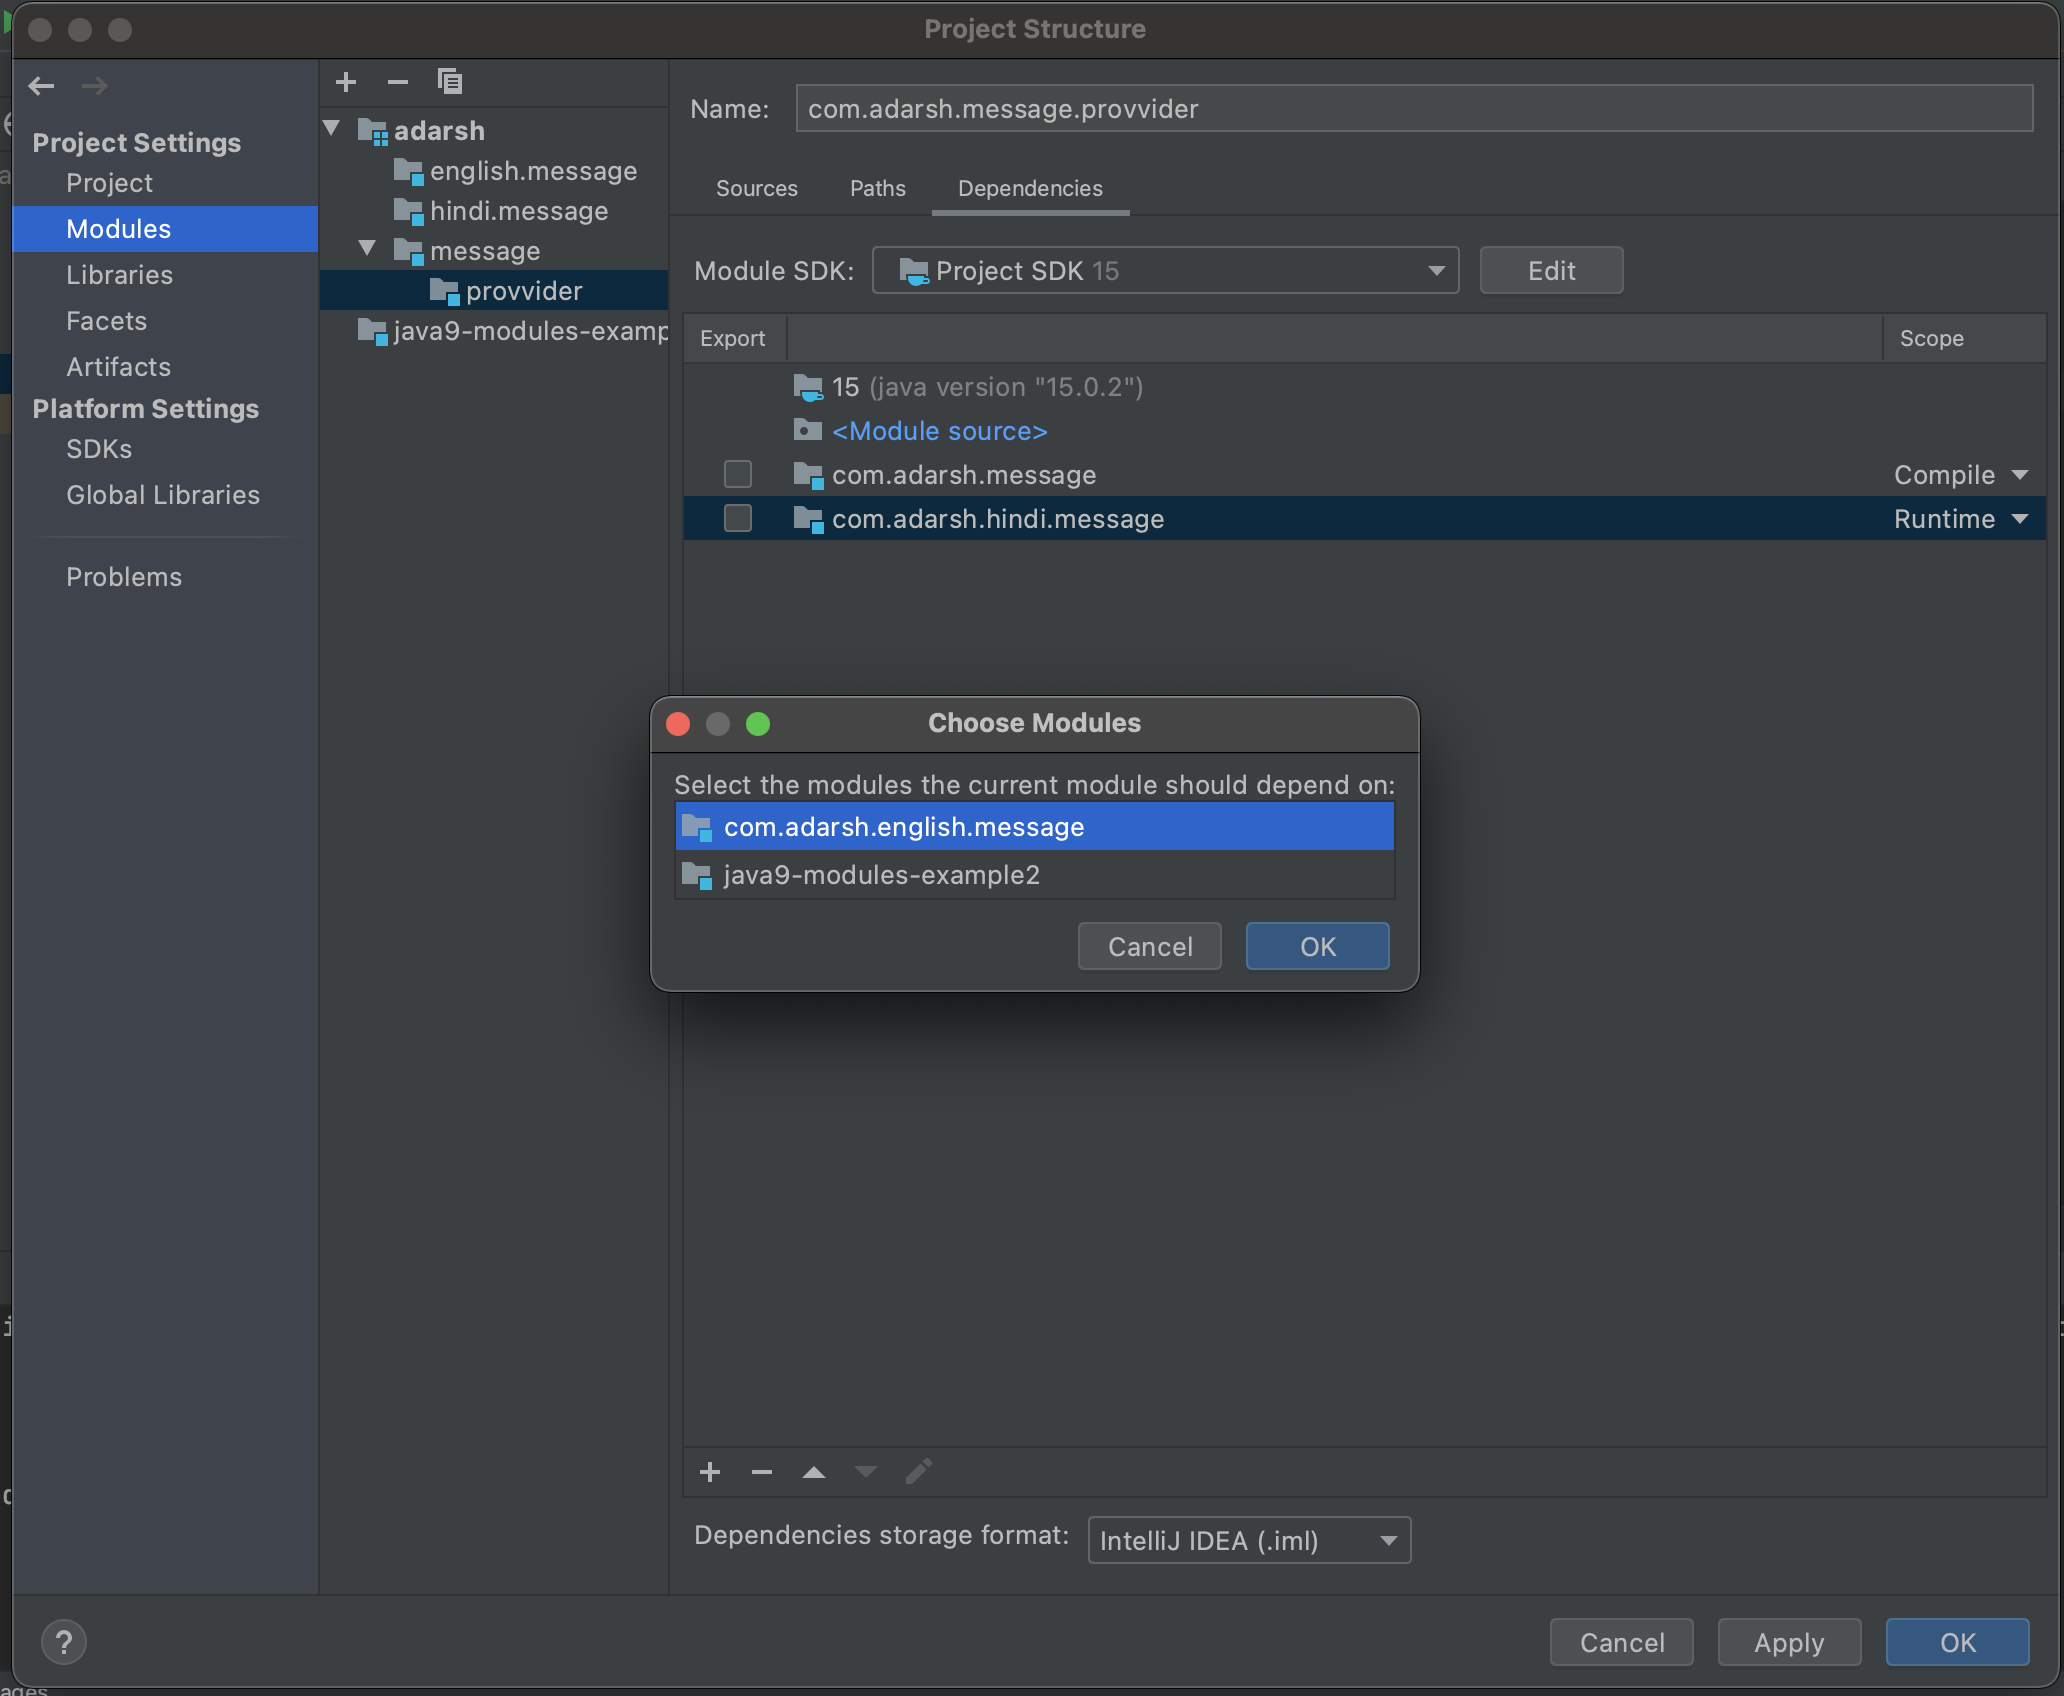 Project Structure
Project Settings
Project
Modules
Libraries
Facets
Artifacts
Platform Settings
SDKs
Global Libraries
Problems
adarsh
english.message
hindi.message
message
provvider
java9-modules-examp
Name: com.adarsh.message.provvider
Sources Paths Dependencies
Module SDK: Project SDK 15 Edit
Export Scope
15 (java version "15.0.2")
<Module source>
com.adarsh.message Compile
com.adarsh.hindi.message Runtime
Choose Modules
Select the modules the current module should depend on:
com.adarsh.english.message
java9-modules-example2
Cancel OK
Dependencies storage format: IntelliJ IDEA (.iml)
? Cancel Apply OK